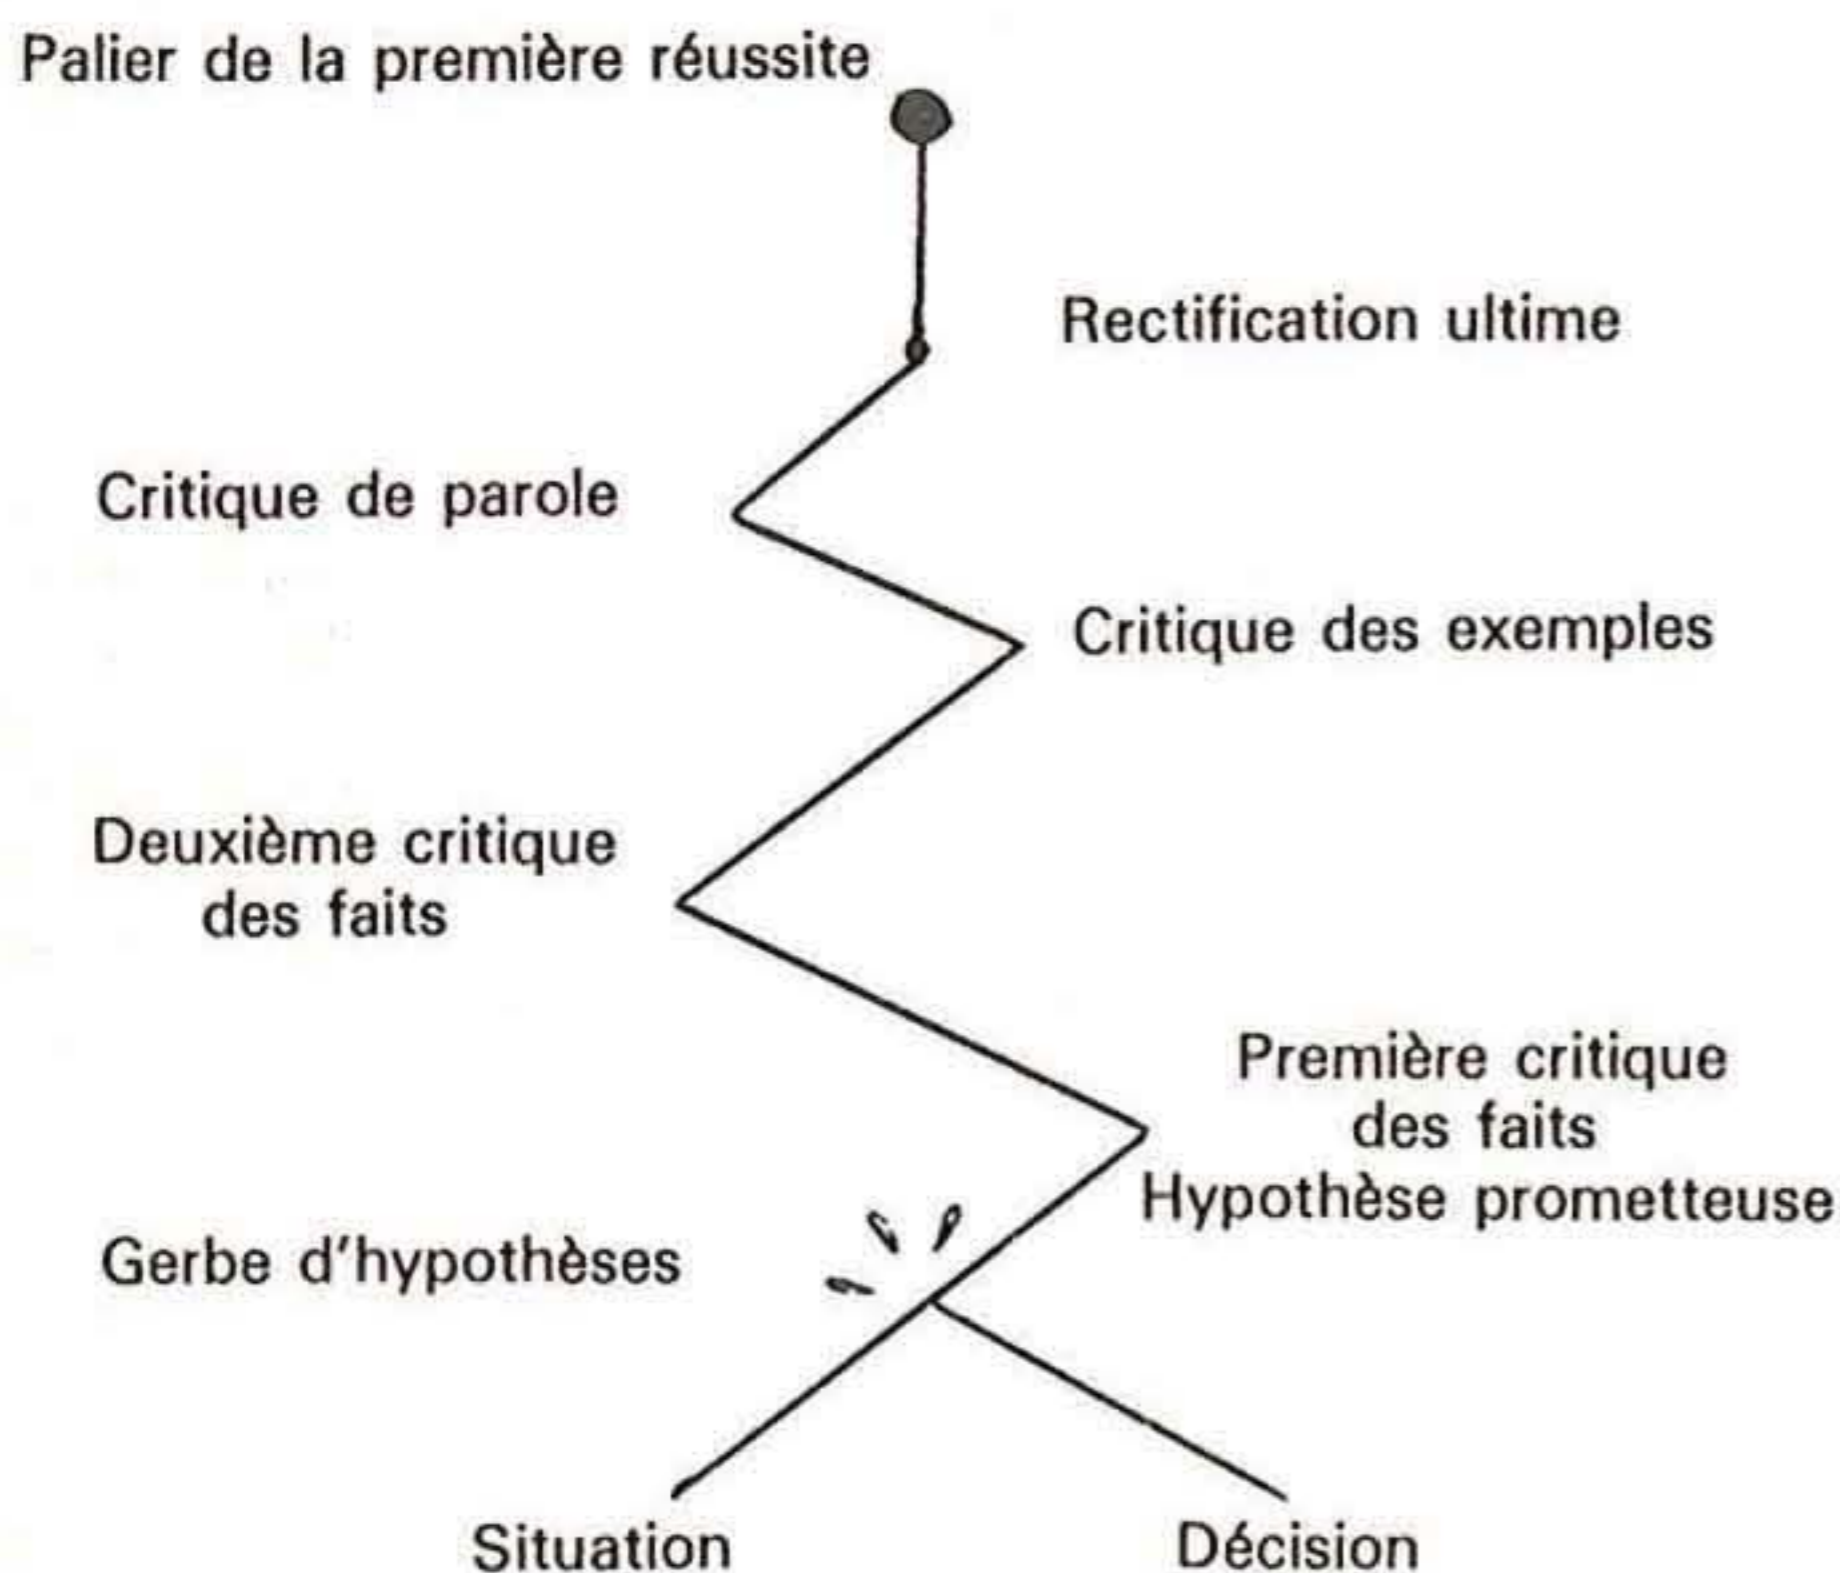 Palier de la première réussite
Rectification ultime
Critique de parole
Critique des exemples
Deuxième critique
des faits
Première critique
des faits
Hypothèse prometteuse
Gerbe d'hypothèses
Situation
Décision